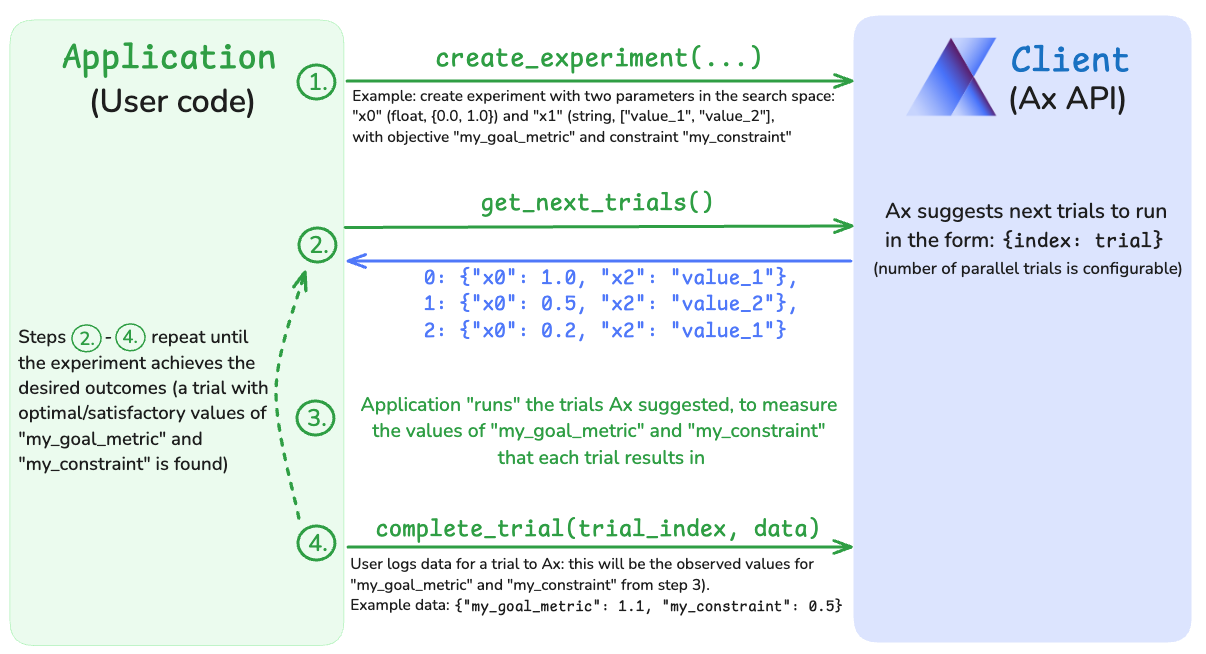 Application
(User code)
1.
create_experiment(...)
Example: create experiment with two parameters in the search space:
"x0" (float, {0.0, 1.0}) and "x1" (string, ["value_1", "value_2"],
with objective "my_goal_metric" and constraint "my_constraint"
Client
(Ax API)
get_next_trials()
2.
Ax suggests next trials to run
in the form: {index: trial}
(number of parallel trials is configurable)
0: {"x0": 1.0, "x2": "value_1"},
1: {"x0": 0.5, "x2": "value_2"},
2: {"x0": 0.2, "x2": "value_1"}
Steps 2. - 4. repeat until
the experiment achieves the
desired outcomes (a trial with
optimal/satisfactory values of
"my_goal_metric" and
"my_constraint" is found)
3.
Application "runs" the trials Ax suggested, to measure
the values of "my_goal_metric" and "my_constraint"
that each trial results in
4.
complete_trial(trial_index, data)
User logs data for a trial to Ax: this will be the observed values for
"my_goal_metric" and "my_constraint" from step 3).
Example data: {"my_goal_metric": 1.1, "my_constraint": 0.5}